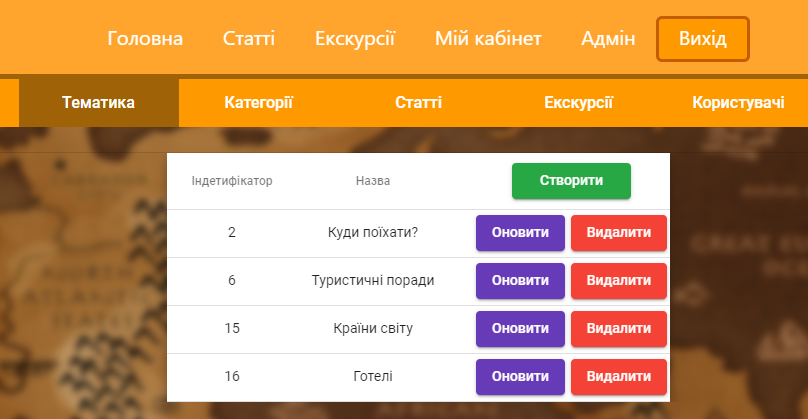 Головна Статті Екскурсії Мій кабінет Адмін Вихід
Тематика Категорії Статті Екскурсії Користувачі
Індетифікатор Назва Створити
2 Куди поїхати? Оновити Видалити
6 Туристичні поради Оновити Видалити
15 Країни світу Оновити Видалити
16 Готелі Оновити Видалити